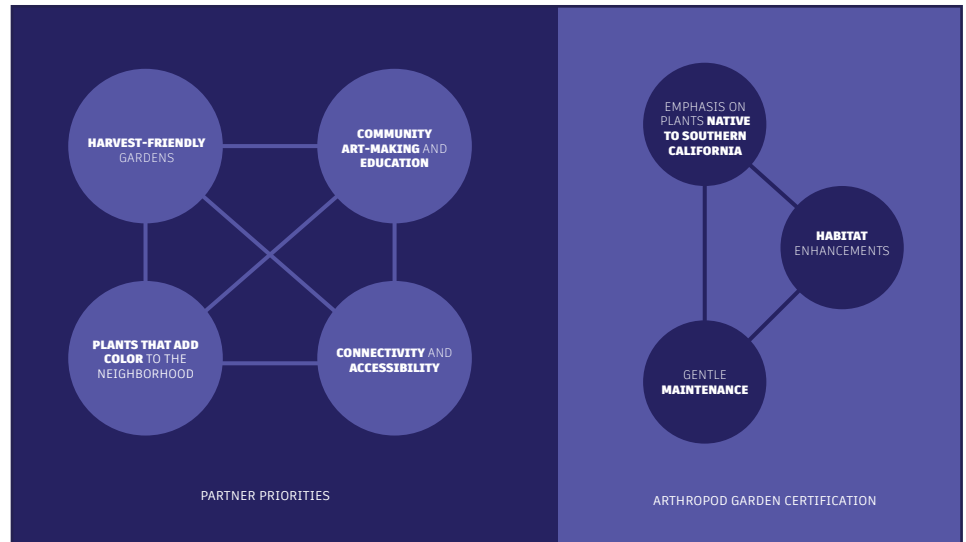 HARVEST-FRIENDLY
GARDENS
COMMUNITY
ART-MAKING AND
EDUCATION
PLANTS THAT ADD
COLOR TO THE
NEIGHBORHOOD
CONNECTIVITY AND
ACCESSIBILITY
PARTNER PRIORITIES
EMPHASIS ON
PLANTS NATIVE
TO SOUTHERN
CALIFORNIA
HABITAT
ENHANCEMENTS
GENTLE
MAINTENANCE
ARTHROPOD GARDEN CERTIFICATION